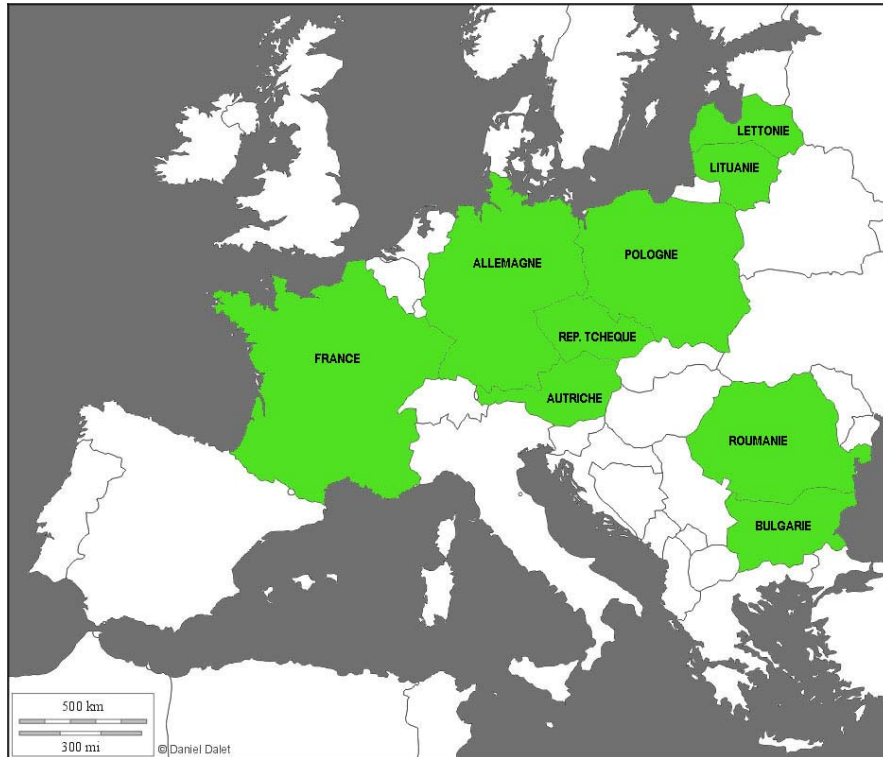 LETTONIE
LITUANIE
POLOGNE
ALLEMAGNE
REP. TCHEQUE
FRANCE
AUTRICHE
ROUMANIE
BULGARIE
500 km
300 mi
© Daniel Dalet